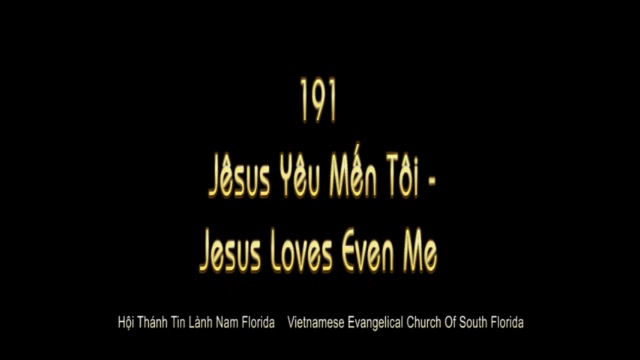 191
Jêsus Yêu Mến Tôi -
Jesus Loves Even Me
Hội Thánh Tin Lành Nam Florida Vietnamese Evangelical Church Of South Florida